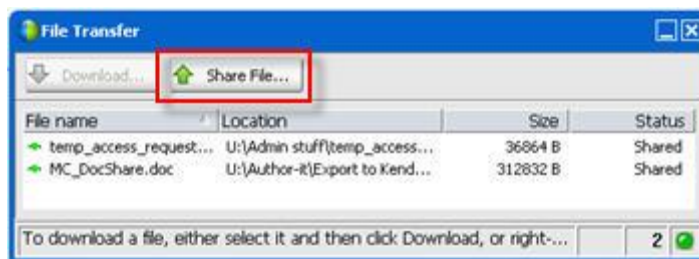 File Transfer
Download... Share File...
File name Location Size Status
temp_access_request... U:\Admin stuff\temp_access... 36864 B Shared
MC_DocShare.doc U:\Author-it\Export to Kend... 312832 B Shared
To download a file, either select it and then click Download, or right-... 2